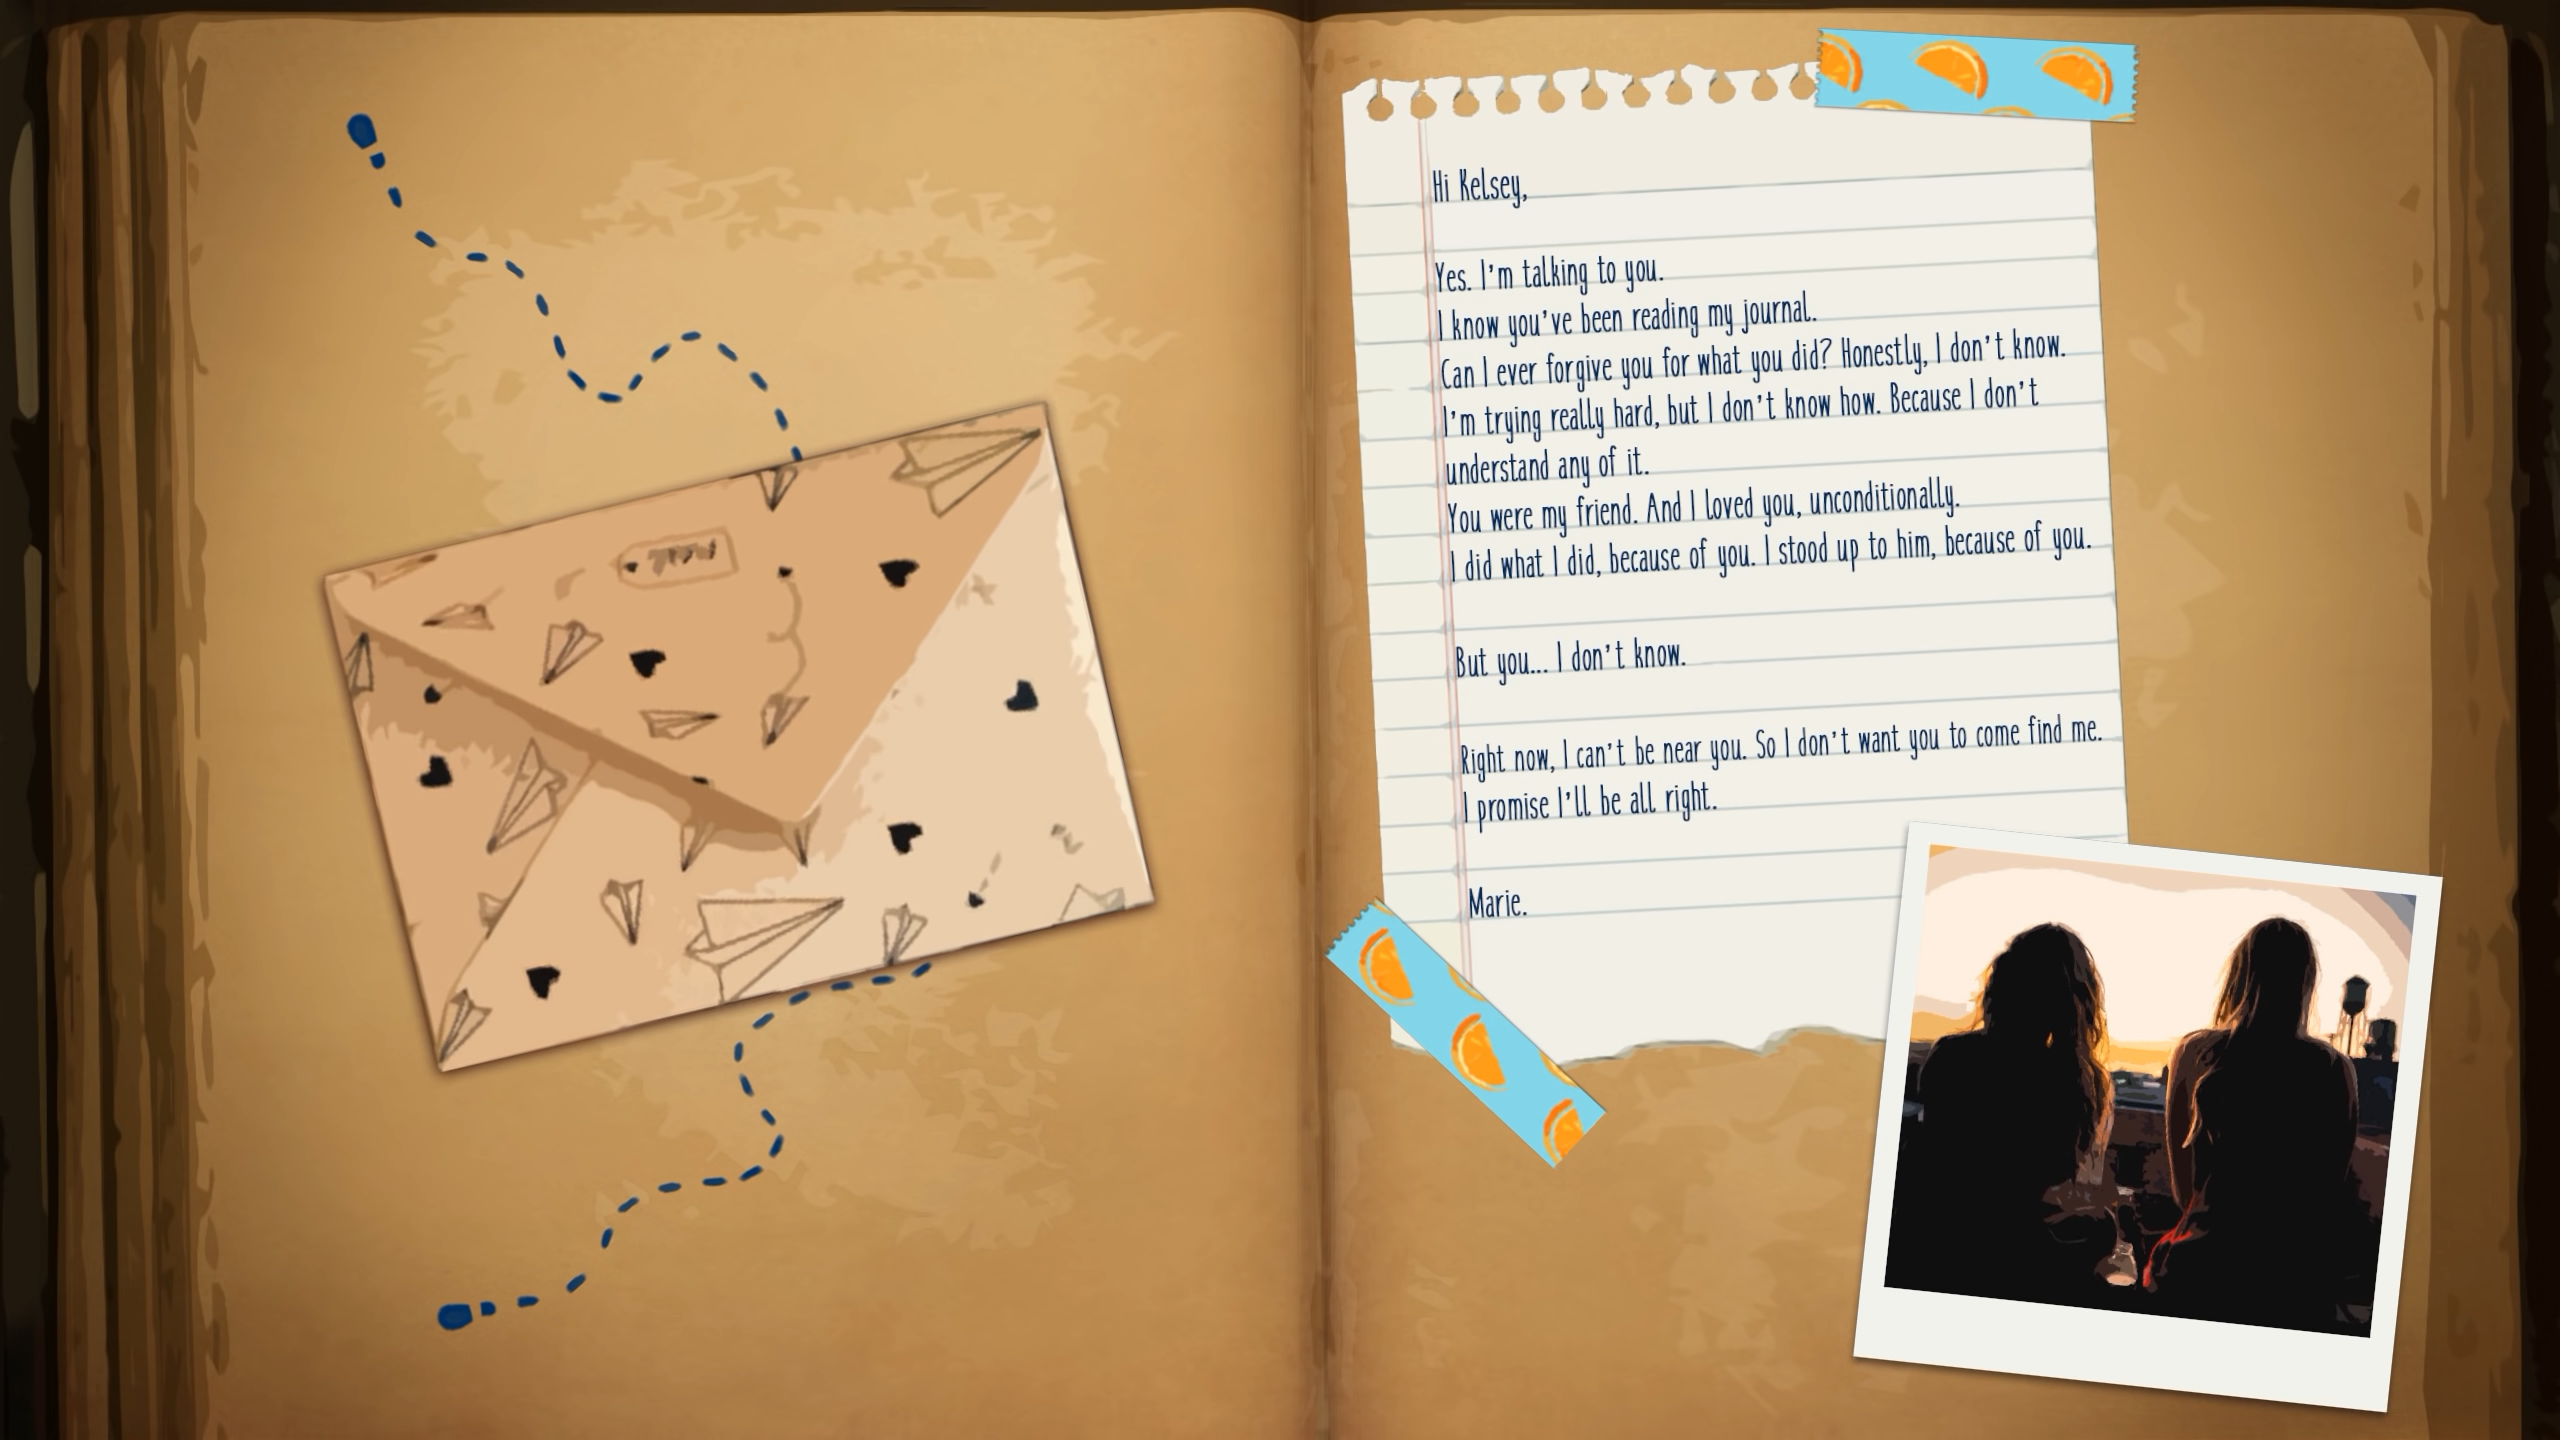 Hi Kelsey,
Yes. I'm talking to you.
I know you've been reading my journal.
Can I ever forgive you for what you did? Honestly, I don't know.
I'm trying really hard, but I don't know how. Because I don't
understand any of it.
You were my friend. And I loved you, unconditionally.
I did what I did, because of you. I stood up to him, because of you.
But you... I don't know.
Right now, I can't be near you. So I don't want you to come find me.
I promise I'll be all right.
Marie.